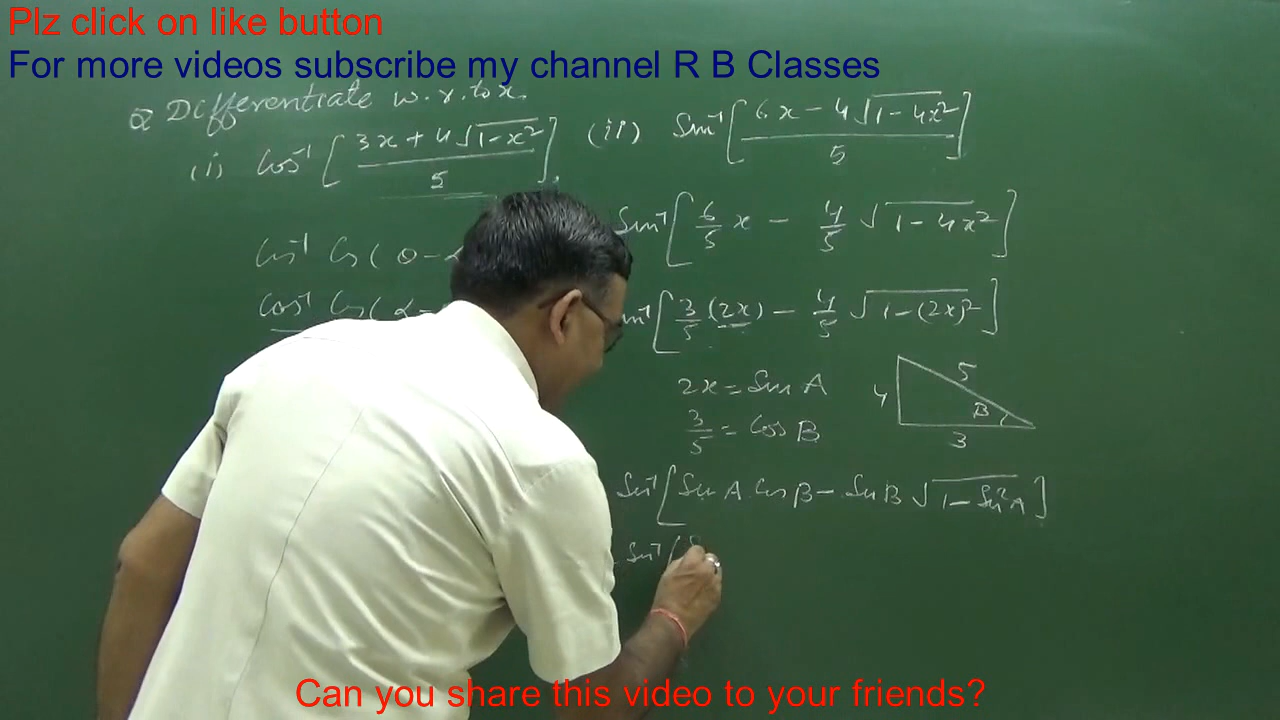 Plz click on like button
For more videos subscribe my channel R B Classes
Q Differentiate w.r.to x.
(i) Cos⁻¹ [ (3x + 4√(1-x²)) / 5 ],
(ii) Sin⁻¹ [ (6x - 4√(1-4x²)) / 5 ]
Cos⁻¹ Cos( θ - α
Cos⁻¹ Cos( α -
Sin⁻¹ [ 6/5 x - 4/5 √(1-4x²) ]
Sin⁻¹ [ 3/5 (2x) - 4/5 √(1-(2x)²) ]
2x = Sin A
3/5 = Cos B
5
4
B
3
Sin⁻¹ [ Sin A Cos B - Sin B √(1-Sin²A) ]
Sin⁻¹ [ S
Can you share this video to your friends?